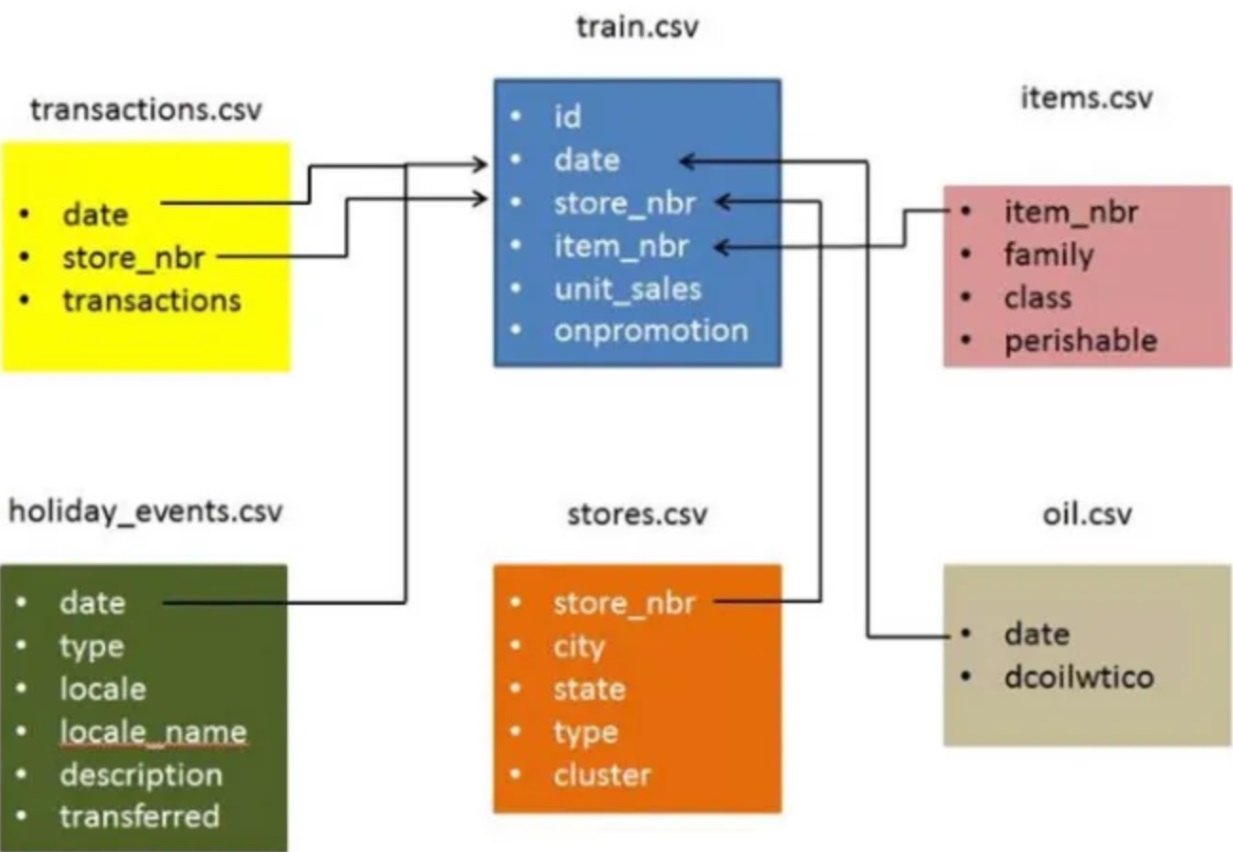 train.csv
• id
• date
• store_nbr
• item_nbr
• unit_sales
• onpromotion
transactions.csv
• date
• store_nbr
• transactions
items.csv
• item_nbr
• family
• class
• perishable
holiday_events.csv
• date
• type
• locale
• locale_name
• description
• transferred
stores.csv
• store_nbr
• city
• state
• type
• cluster
oil.csv
• date
• dcoilwtico